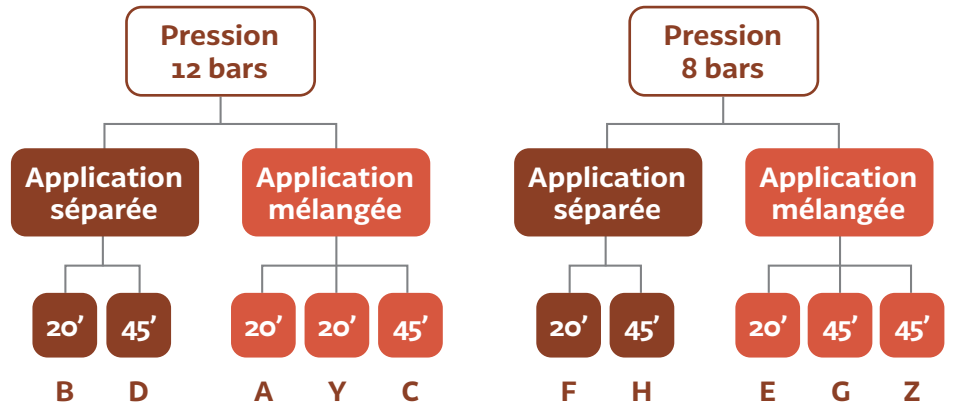 Pression
12 bars
Pression
8 bars
Application
séparée
Application
mélangée
Application
séparée
Application
mélangée
20’
45’
20’
20’
45’
20’
45’
20’
45’
45’
B
D
A
Y
C
F
H
E
G
Z